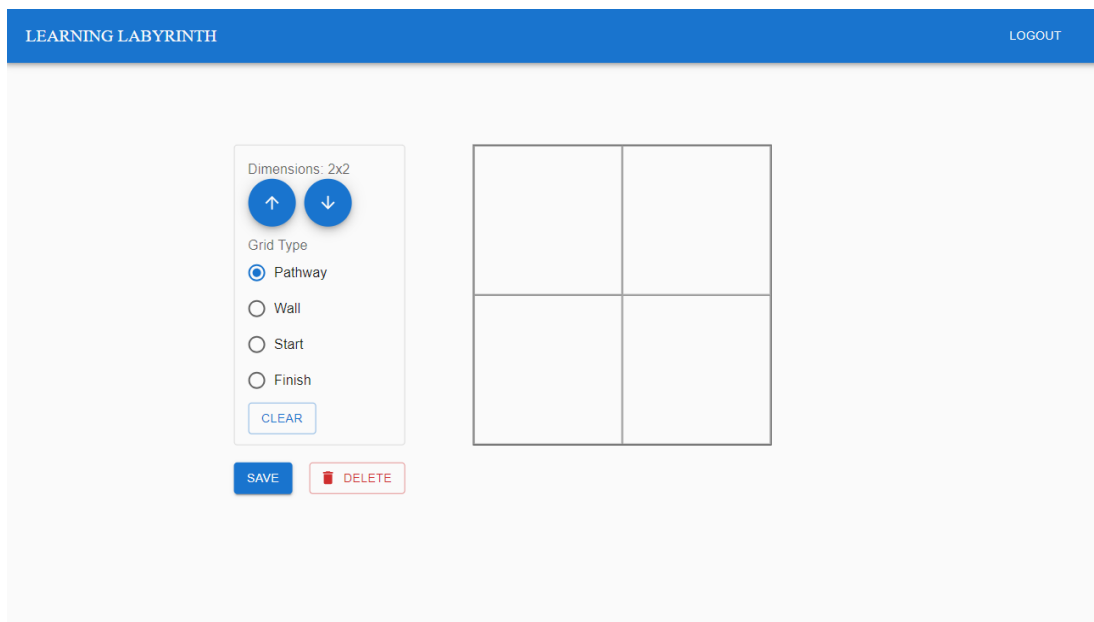 LEARNING LABYRINTH
LOGOUT
Dimensions: 2x2
Grid Type
Pathway
Wall
Start
Finish
CLEAR
SAVE
DELETE